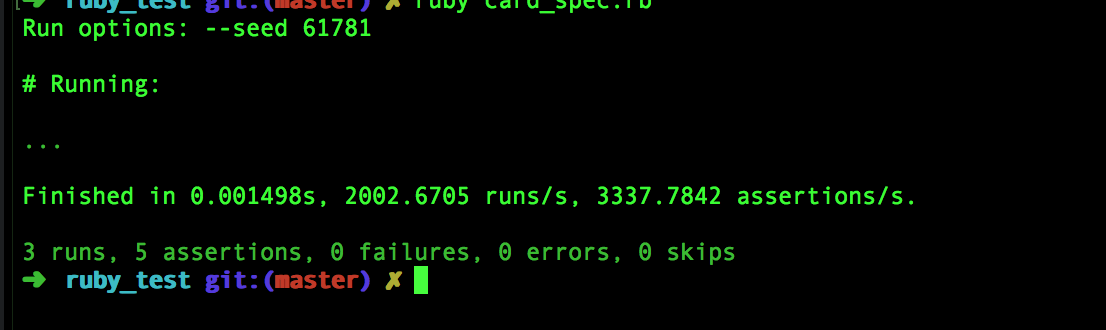 ➜ ruby_test git:(master) ✗ ruby card_spec.rb
Run options: --seed 61781
# Running:
...
Finished in 0.001498s, 2002.6705 runs/s, 3337.7842 assertions/s.
3 runs, 5 assertions, 0 failures, 0 errors, 0 skips
➜ ruby_test git:(master) ✗